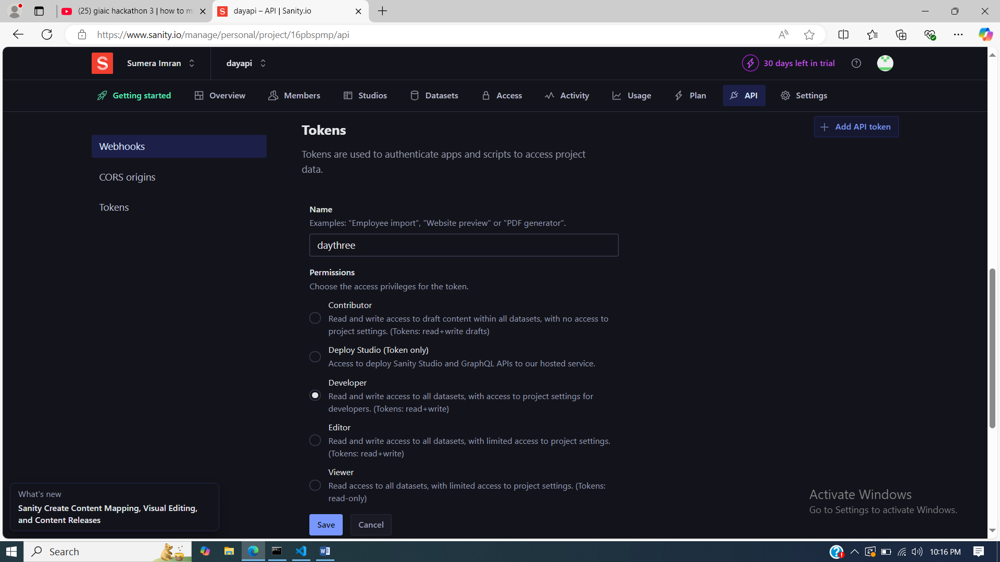 (25) giaic hackathon 3 | how to mi
dayapi – API | Sanity.io
https://www.sanity.io/manage/personal/project/16pbspmp/api
S Sumera Imran
dayapi
30 days left in trial
Getting started
Overview
Members
Studios
Datasets
Access
Activity
Usage
Plan
API
Settings
Webhooks
CORS origins
Tokens
Tokens
Add API token
Tokens are used to authenticate apps and scripts to access project
data.
Name
Examples: "Employee import", "Website preview" or "PDF generator".
daythree
Permissions
Choose the access privileges for the token.
Contributor
Read and write access to draft content within all datasets, with no access to
project settings. (Tokens: read+write drafts)
Deploy Studio (Token only)
Access to deploy Sanity Studio and GraphQL APIs to our hosted service.
Developer
Read and write access to all datasets, with access to project settings for
developers. (Tokens: read+write)
Editor
Read and write access to all datasets, with limited access to project settings.
(Tokens: read+write)
Viewer
Read access to all datasets, with limited access to project settings. (Tokens:
read-only)
Save
Cancel
What's new
Sanity Create Content Mapping, Visual Editing,
and Content Releases
Activate Windows
Go to Settings to activate Windows.
Search
10:16 PM